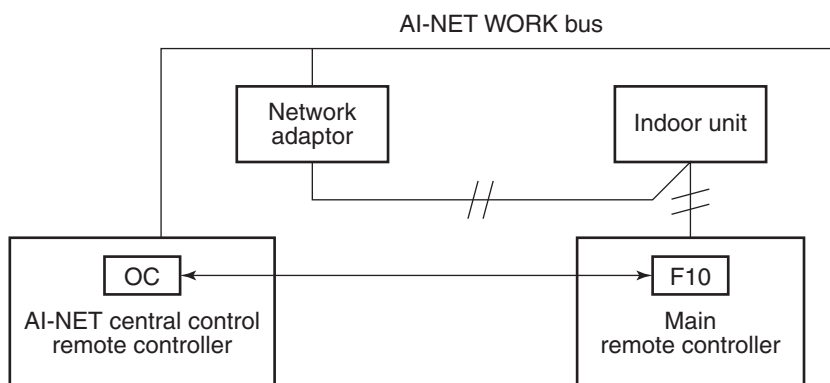 AI-NET WORK bus
Network
adaptor
Indoor unit
OC
F10
AI-NET central control
remote controller
Main
remote controller